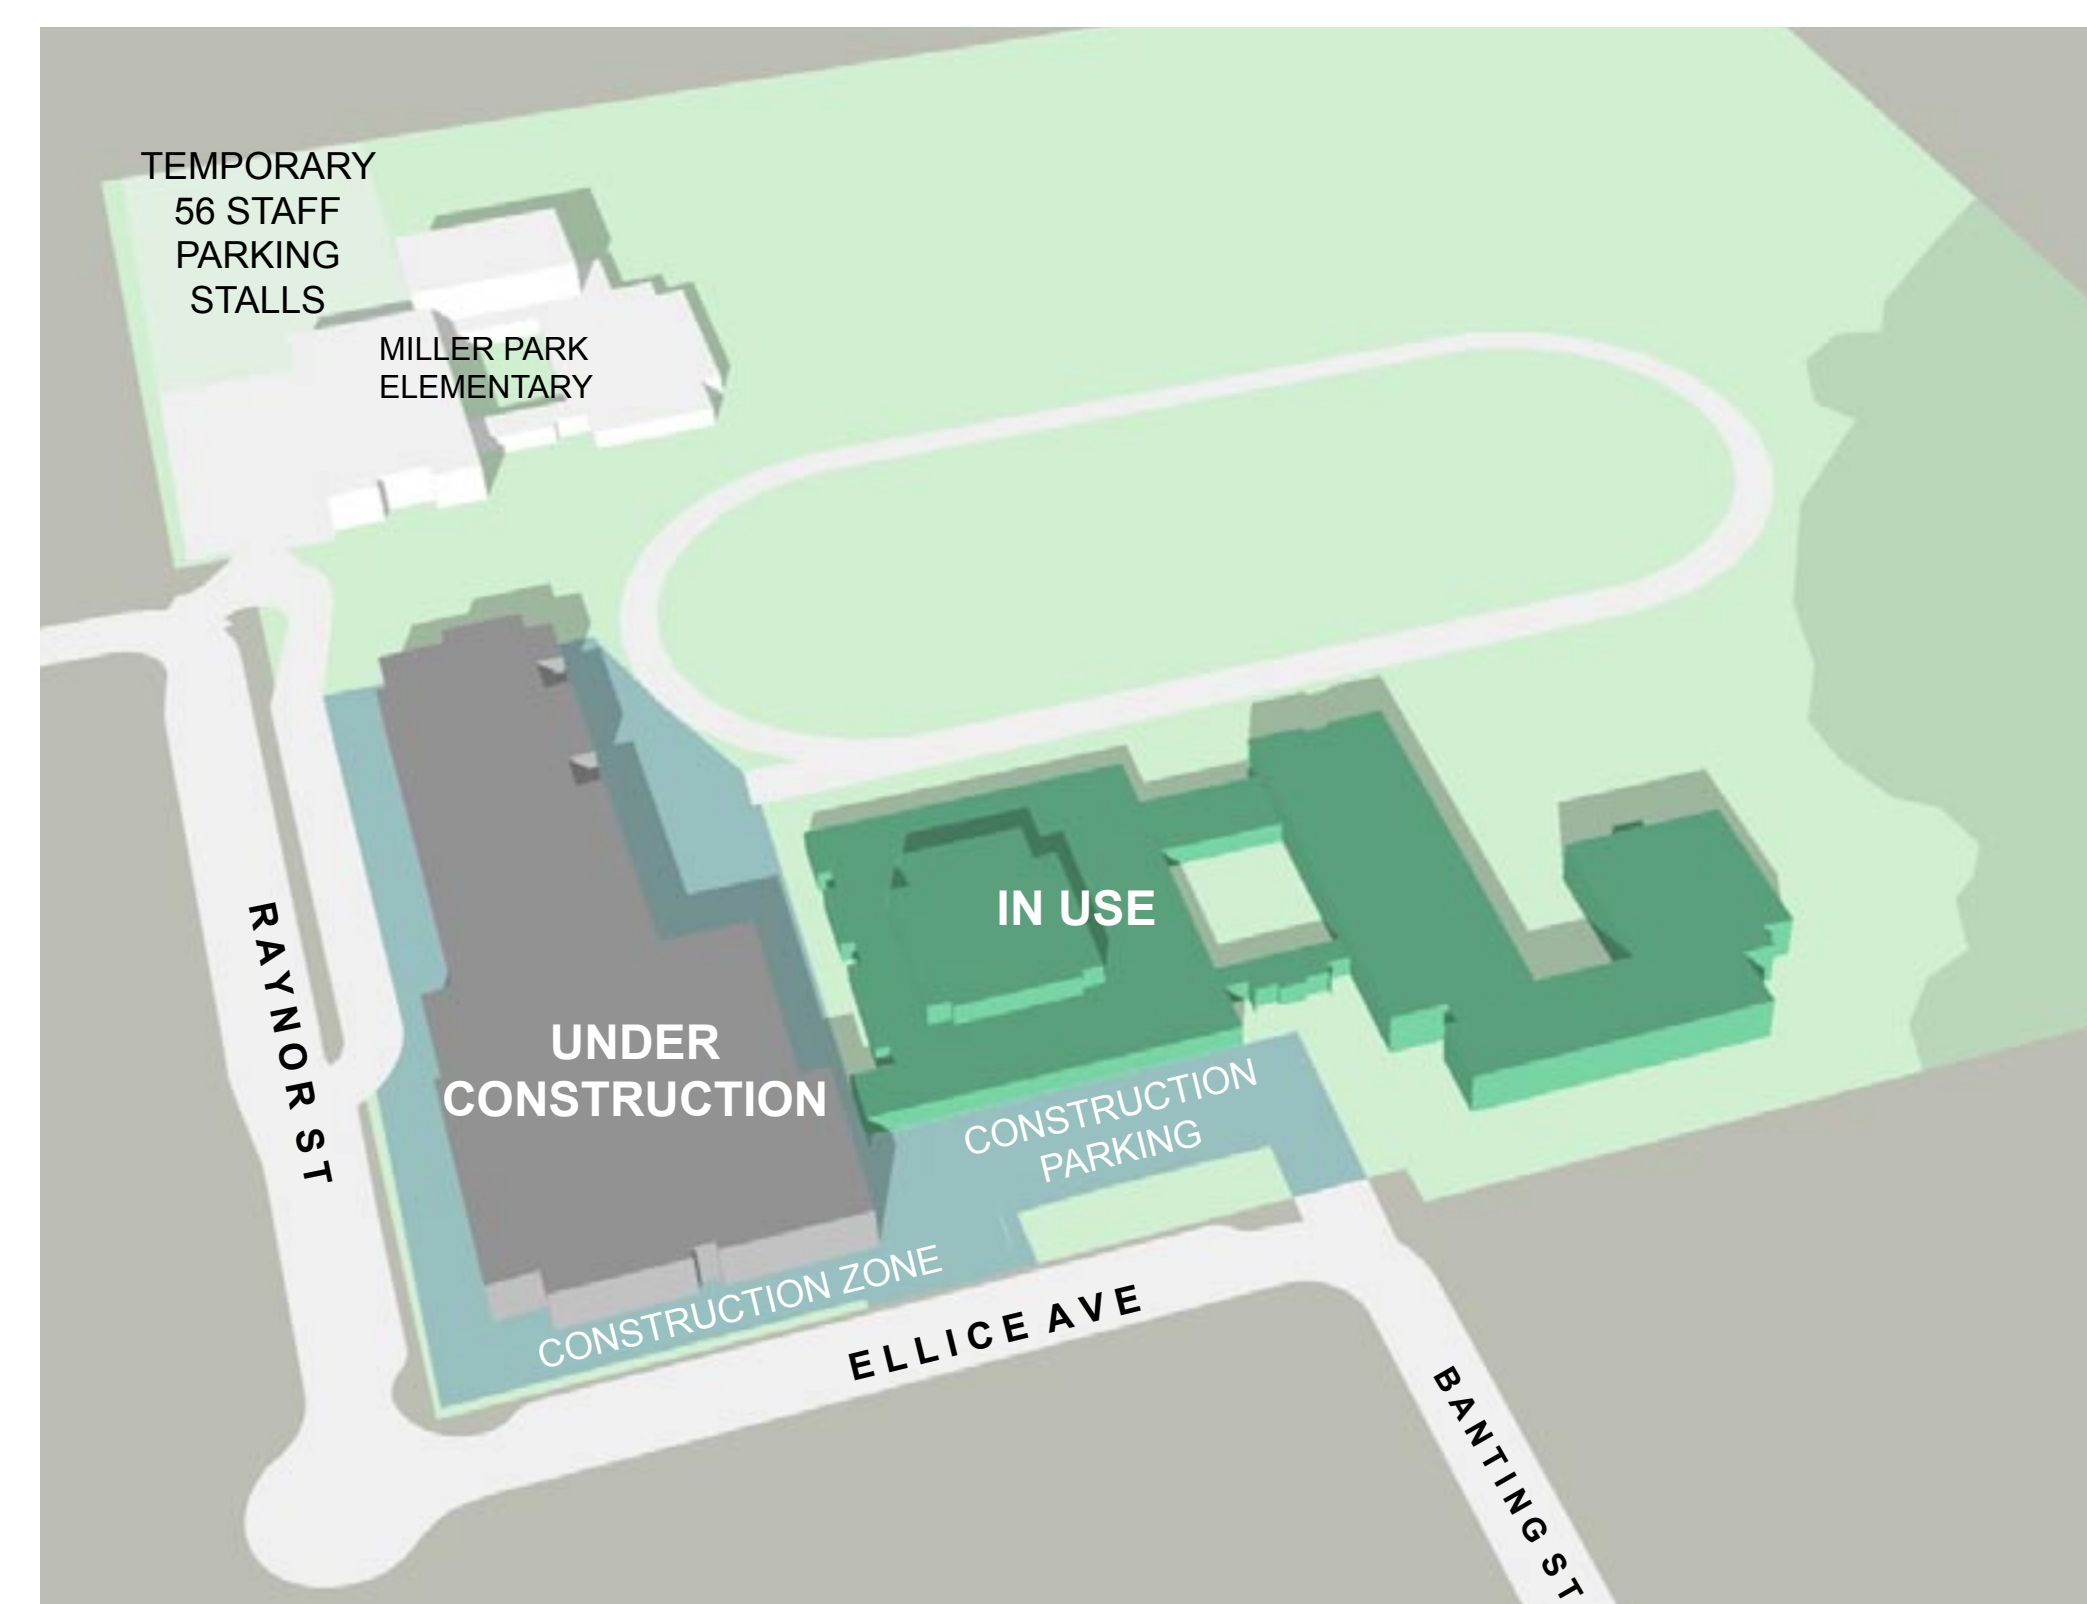 TEMPORARY
56 STAFF
PARKING
STALLS
MILLER PARK
ELEMENTARY
IN USE
RAYNOR ST
UNDER
CONSTRUCTION
CONSTRUCTION
PARKING
CONSTRUCTION ZONE
ELLICE AVE
BANTING ST